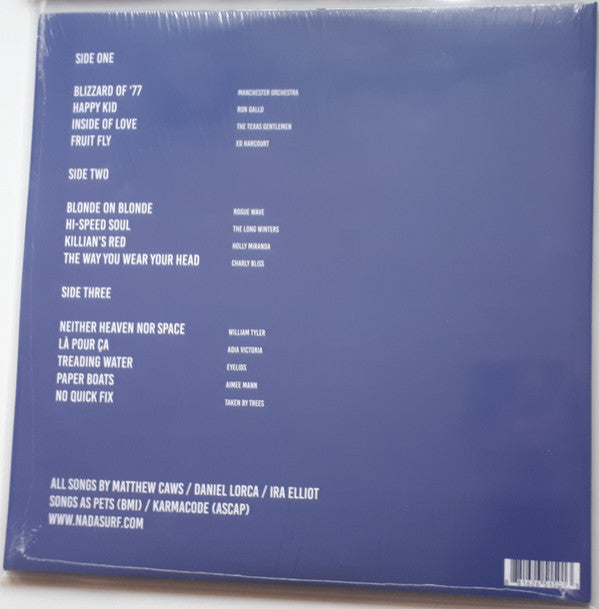 SIDE ONE
BLIZZARD OF '77 MANCHESTER ORCHESTRA
HAPPY KID RON GALLO
INSIDE OF LOVE THE TEXAS GENTLEMEN
FRUIT FLY ED HARCOURT
SIDE TWO
BLONDE ON BLONDE ROGUE WAVE
HI-SPEED SOUL THE LONG WINTERS
KILLIAN'S RED HOLLY MIRANDA
THE WAY YOU WEAR YOUR HEAD CHARLY BLISS
SIDE THREE
NEITHER HEAVEN NOR SPACE WILLIAM TYLER
LÀ POUR ÇA ADIA VICTORIA
TREADING WATER EYELIDS
PAPER BOATS AIMEE MANN
NO QUICK FIX TAKEN BY TREES
ALL SONGS BY MATTHEW CAWS / DANIEL LORCA / IRA ELLIOT
SONGS AS PETS (BMI) / KARMACODE (ASCAP)
WWW.NADASURF.COM